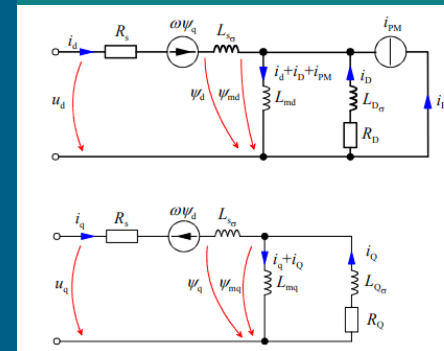 i_d R_s ωψ_q L_sσ i_PM
u_d ψ_d ψ_md i_d+i_D+i_PM L_md i_D L_Dσ R_D
i_q R_s ωψ_d L_sσ
u_q ψ_q ψ_mq i_q+i_Q L_mq i_Q L_Qσ R_Q